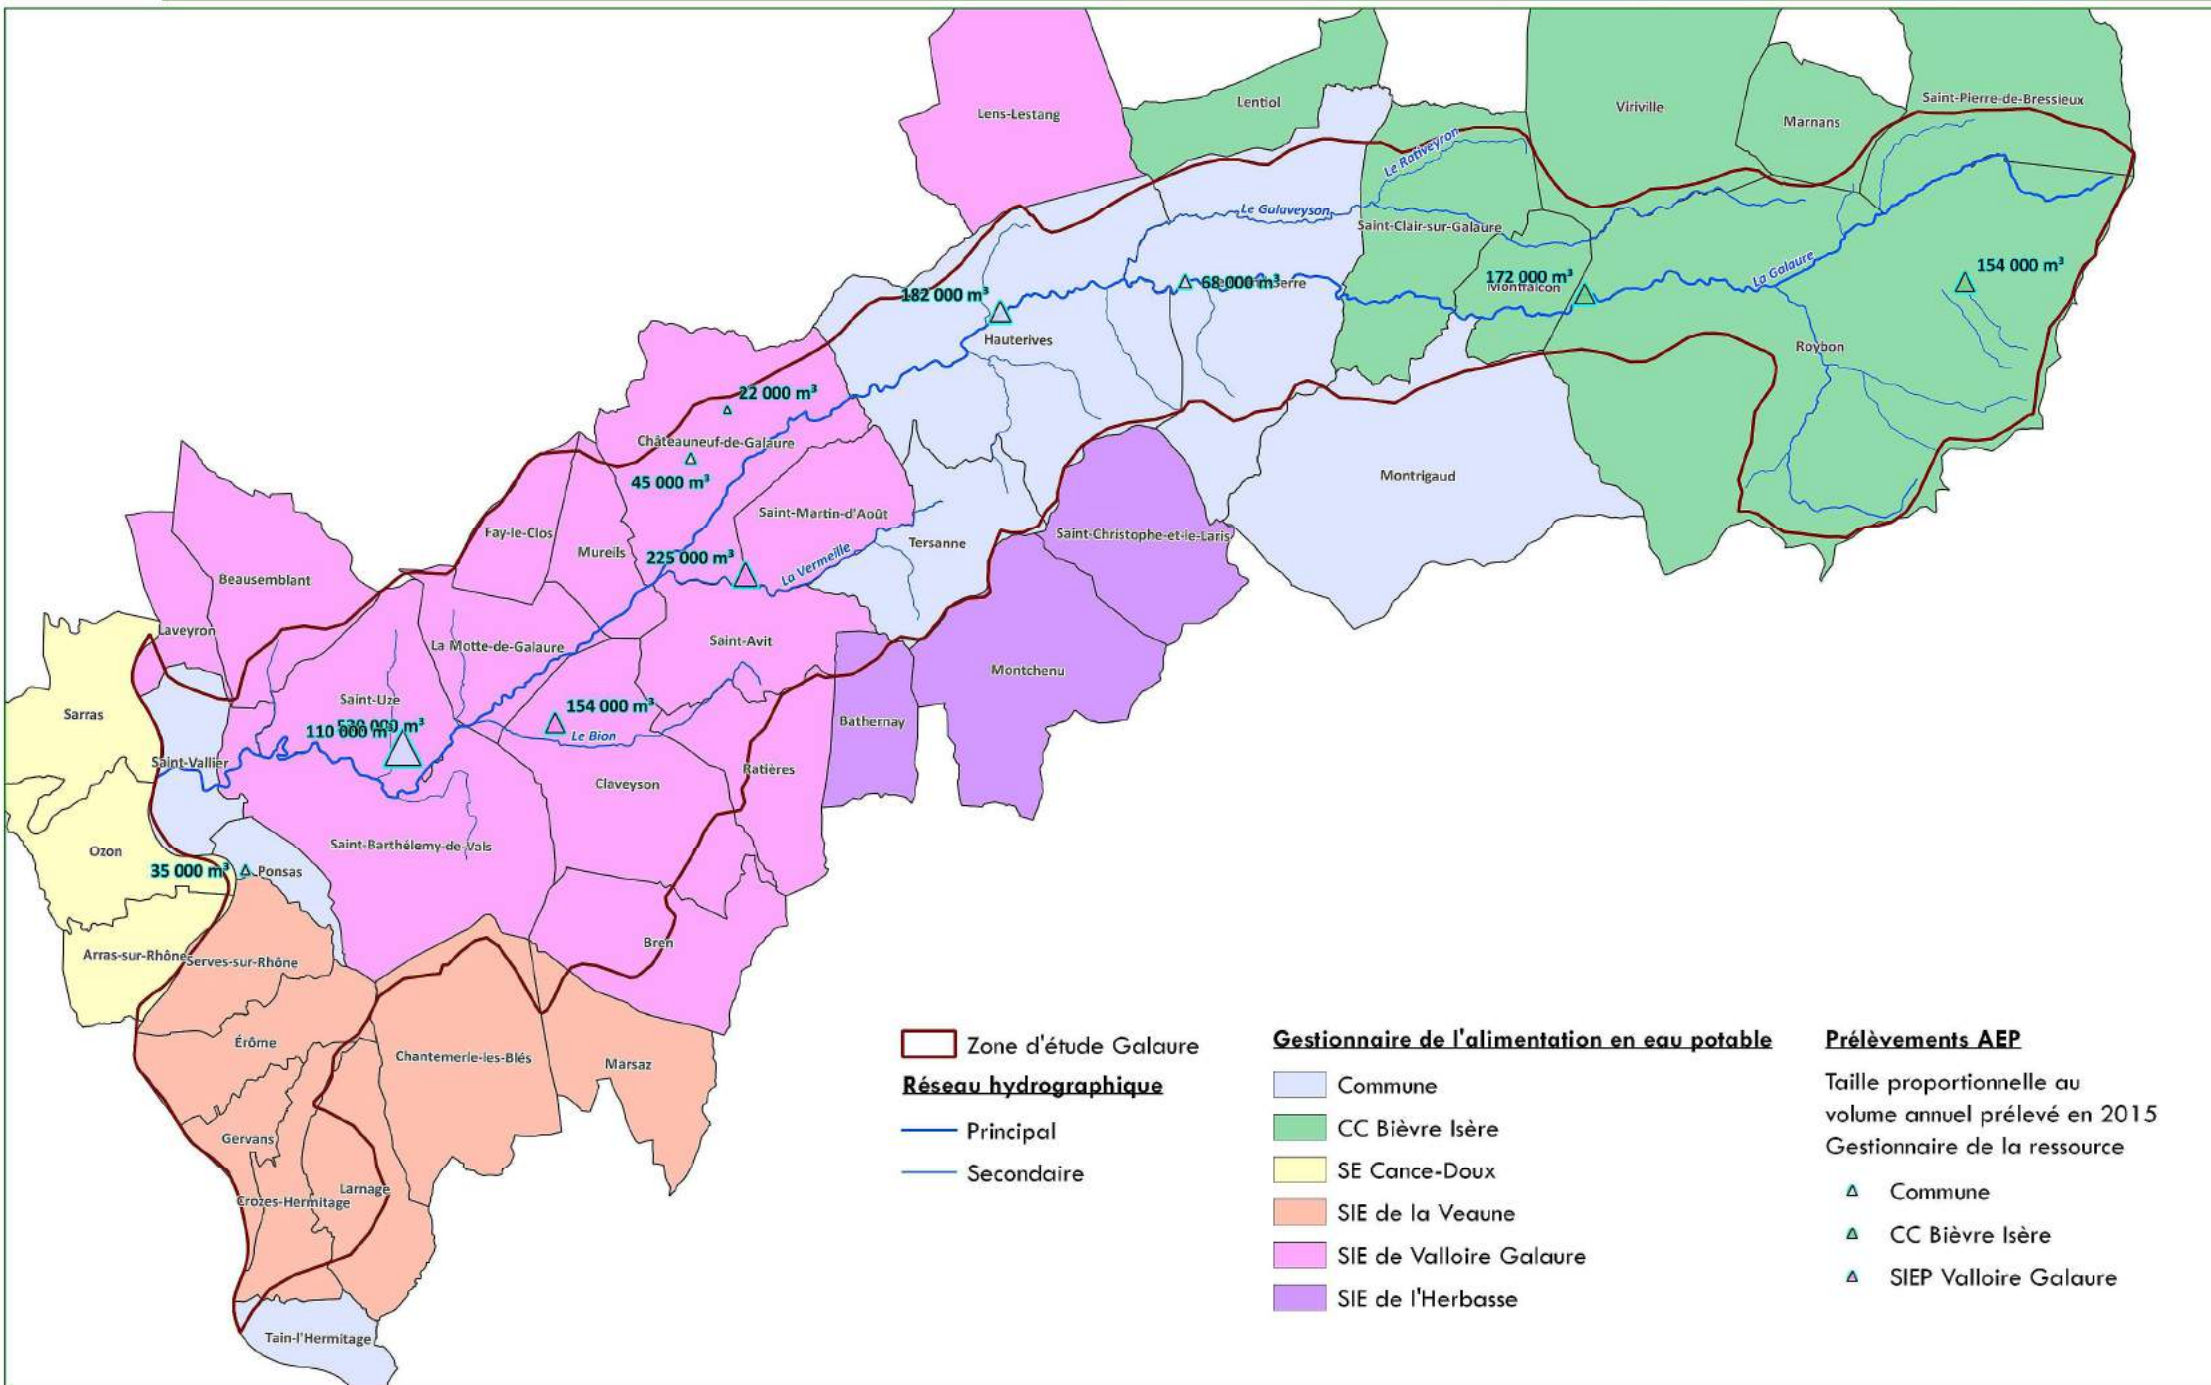 Lens-Lestang
Lentiol
Viriville
Marnans
Saint-Pierre-de-Bressieux
Le Rativeyron
Le Galaveyson
Saint-Clair-sur-Galaure
172 000 m³
Montfalcon
La Galaure
154 000 m³
Roybon
182 000 m³
68 000 m³
Hauterives
22 000 m³
Châteauneuf-de-Galaure
45 000 m³
Montrigaud
Saint-Martin-d'Août
Fay-le-Clos
Mureils
225 000 m³
La Vermeille
Tersanne
Saint-Christophe-et-le-Laris
Beausemblant
Laveyron
La Motte-de-Galaure
Saint-Avit
Montchenu
Sarras
Saint-Uze
110 000 m³
154 000 m³
Le Bion
Bathernay
Saint-Vallier
Claveyson
Ratières
Ozon
Saint-Barthélemy-de-Vals
35 000 m³
Ponsas
Bren
Arras-sur-Rhône
Serves-sur-Rhône
Érôme
Chantemerle-les-Blés
Marsaz
Gervans
Larnage
Crozes-Hermitage
Tain-l'Hermitage
Zone d'étude Galaure
Réseau hydrographique
Principal
Secondaire
Gestionnaire de l'alimentation en eau potable
Commune
CC Bièvre Isère
SE Cance-Doux
SIE de la Veaune
SIE de Valloire Galaure
SIE de l'Herbasse
Prélèvements AEP
Taille proportionnelle au
volume annuel prélevé en 2015
Gestionnaire de la ressource
Commune
CC Bièvre Isère
SIEP Valloire Galaure